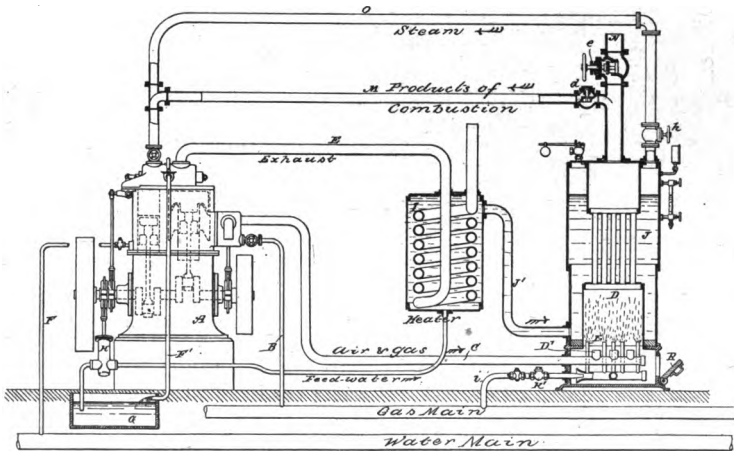 O
Steam
N
e
M Products of
d
Combustion
h
E
Exhaust
I
J
J'
D
Heater
F
A
E
D'
K
F'
B
Air & gas
C
R
Feed-water
i
K'
G
Gas Main
Water Main